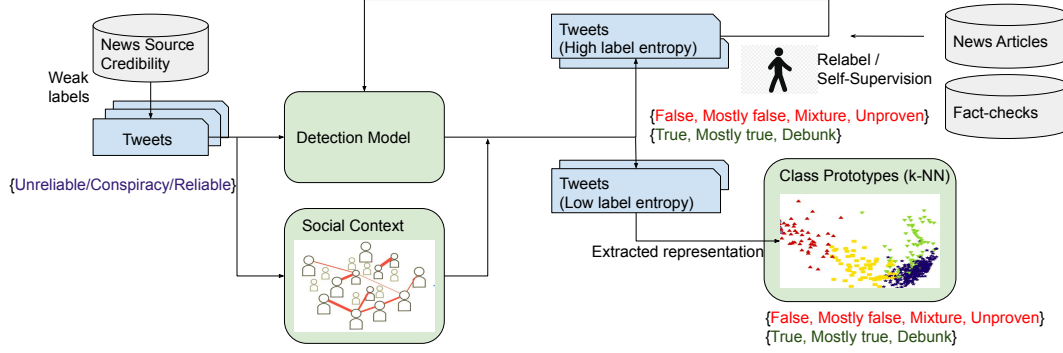 News Source
Credibility
Weak
labels
Tweets
{Unreliable/Conspiracy/Reliable}
Detection Model
Social Context
Tweets
(High label entropy)
Relabel /
Self-Supervision
News Articles
Fact-checks
{False, Mostly false, Mixture, Unproven}
{True, Mostly true, Debunk}
Tweets
(Low label entropy)
Extracted representation
Class Prototypes (k-NN)
{False, Mostly false, Mixture, Unproven}
{True, Mostly true, Debunk}